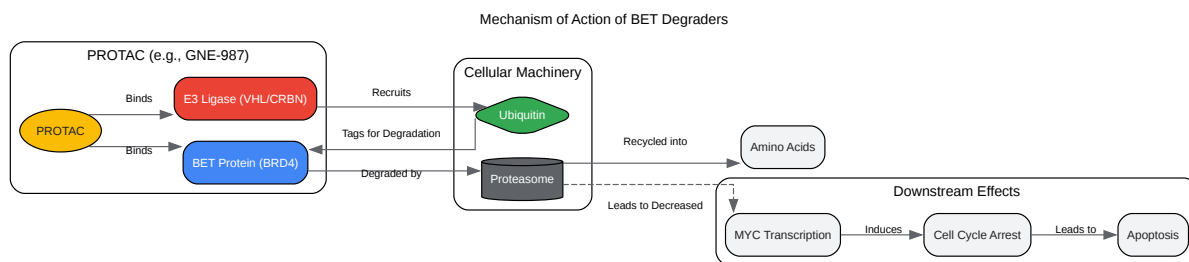 Mechanism of Action of BET Degraders
PROTAC (e.g., GNE-987)
Cellular Machinery
Binds
E3 Ligase (VHL/CRBN)
Recruits
Ubiquitin
PROTAC
Tags for Degradation
Binds
BET Protein (BRD4)
Degraded by
Proteasome
Recycled into
Amino Acids
Leads to Decreased
Downstream Effects
MYC Transcription
Induces
Cell Cycle Arrest
Leads to
Apoptosis